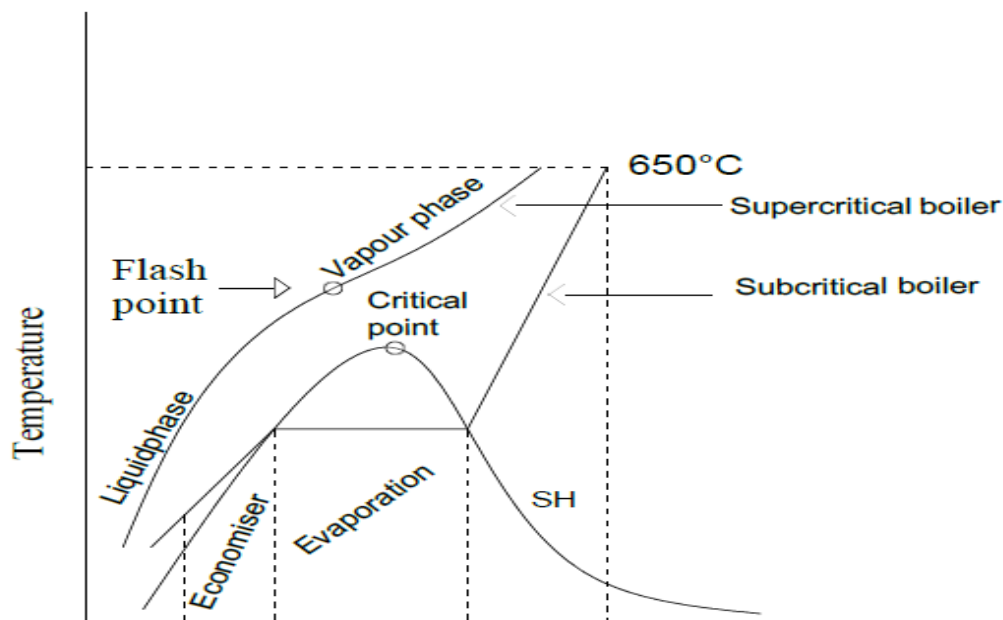 650°C
Supercritical boiler
Vapour phase
Flash
point
Subcritical boiler
Critical
point
Temperature
Liquidphase
Economiser
Evaporation
SH